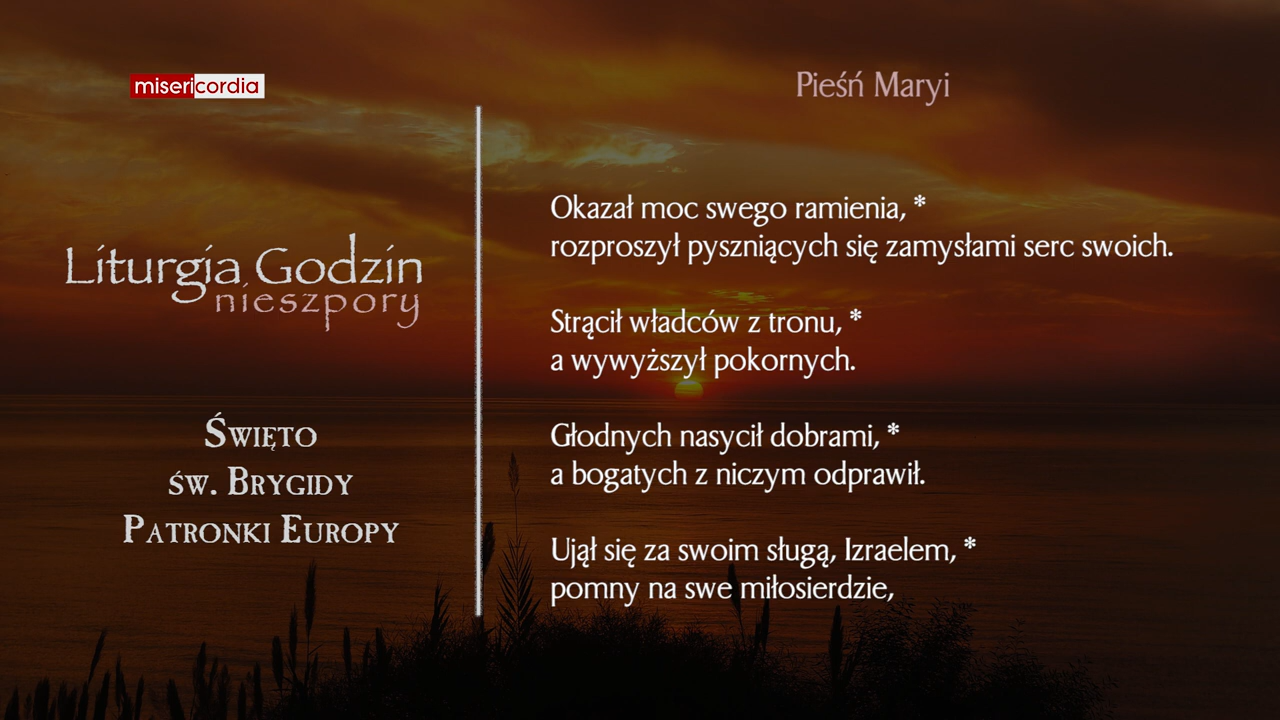 misericordia
Liturgia Godzin
nieszpory
Święto
św. Brygidy
Patronki Europy
Pieśń Maryi
Okazał moc swego ramienia, *
rozproszył pyszniących się zamysłami serc swoich.
Strącił władców z tronu, *
a wywyższył pokornych.
Głodnych nasycił dobrami, *
a bogatych z niczym odprawił.
Ujął się za swoim sługą, Izraelem, *
pomny na swe miłosierdzie,